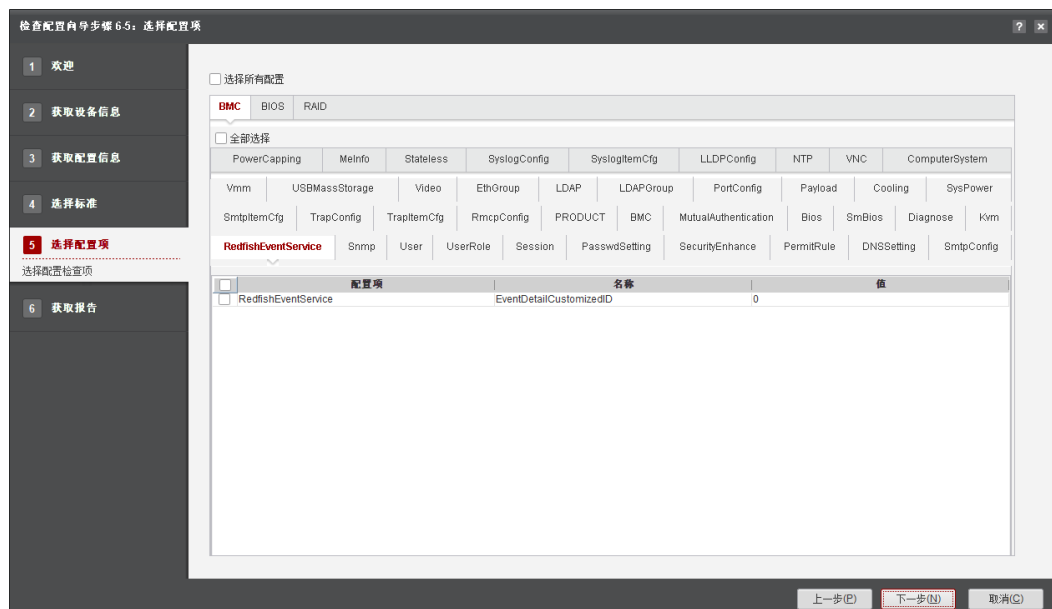 检查配置向导步骤 6-5：选择配置项
? ×
1 欢迎
2 获取设备信息
3 获取配置信息
4 选择标准
5 选择配置项
选择配置检查项
6 获取报告
选择所有配置
BMC BIOS RAID
全部选择
PowerCapping MeInfo Stateless SyslogConfig SyslogItemCfg LLDPConfig NTP VNC ComputerSystem
Vmm USBMassStorage Video EthGroup LDAP LDAPGroup PortConfig Payload Cooling SysPower
SmtpItemCfg TrapConfig TrapItemCfg RmcpConfig PRODUCT BMC MutualAuthentication Bios SmBios Diagnose Kvm
RedfishEventService Snmp User UserRole Session PasswdSetting SecurityEnhance PermitRule DNSSetting SmtpConfig
配置项 名称 值
RedfishEventService EventDetailCustomizedID 0
上一步(P) 下一步(N) 取消(C)